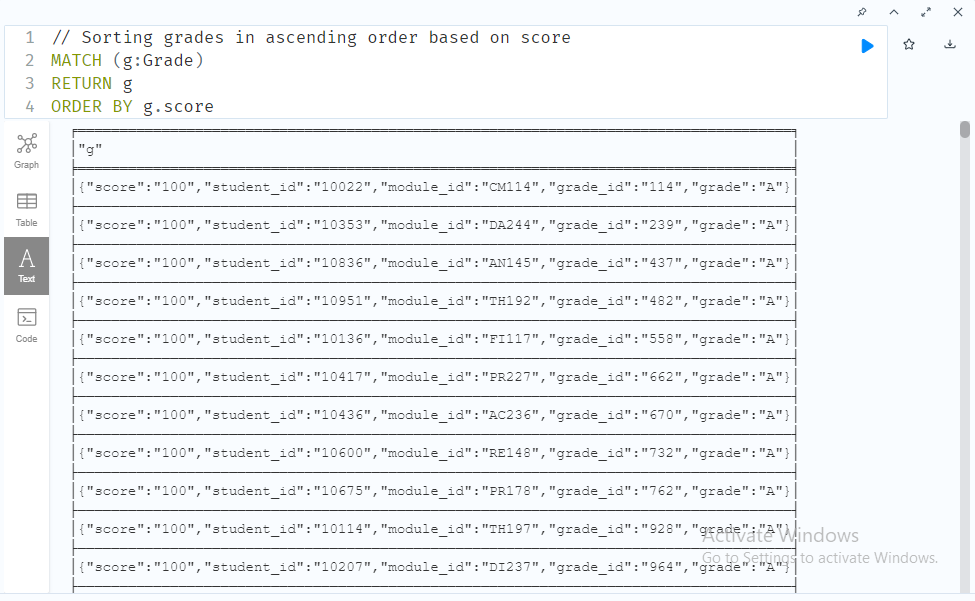 1 // Sorting grades in ascending order based on score
2 MATCH (g:Grade)
3 RETURN g
4 ORDER BY g.score
Graph
Table
A
Text
Code
"g"
{"score":"100","student_id":"10022","module_id":"CM114","grade_id":"114","grade":"A"}
{"score":"100","student_id":"10353","module_id":"DA244","grade_id":"239","grade":"A"}
{"score":"100","student_id":"10836","module_id":"AN145","grade_id":"437","grade":"A"}
{"score":"100","student_id":"10951","module_id":"TH192","grade_id":"482","grade":"A"}
{"score":"100","student_id":"10136","module_id":"FI117","grade_id":"558","grade":"A"}
{"score":"100","student_id":"10417","module_id":"PR227","grade_id":"662","grade":"A"}
{"score":"100","student_id":"10436","module_id":"AC236","grade_id":"670","grade":"A"}
{"score":"100","student_id":"10600","module_id":"RE148","grade_id":"732","grade":"A"}
{"score":"100","student_id":"10675","module_id":"PR178","grade_id":"762","grade":"A"}
{"score":"100","student_id":"10114","module_id":"TH197","grade_id":"928","grade":"A"}
{"score":"100","student_id":"10207","module_id":"DI237","grade_id":"964","grade":"A"}
Activate Windows
Go to Settings to activate Windows.